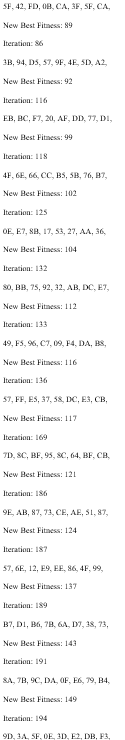 5F, 42, FD, 0B, CA, 3F, 5F, CA,
New Best Fitness: 89
Iteration: 86
3B, 94, D5, 57, 9F, 4E, 5D, A2,
New Best Fitness: 92
Iteration: 116
EB, BC, F7, 20, AF, DD, 77, D1,
New Best Fitness: 99
Iteration: 118
4F, 6E, 66, CC, B5, 5B, 76, B7,
New Best Fitness: 102
Iteration: 125
0E, E7, 8B, 17, 53, 27, AA, 36,
New Best Fitness: 104
Iteration: 132
80, BB, 75, 92, 32, AB, DC, E7,
New Best Fitness: 112
Iteration: 133
49, F5, 96, C7, 09, F4, DA, B8,
New Best Fitness: 116
Iteration: 136
57, FF, E5, 37, 58, DC, E3, CB,
New Best Fitness: 117
Iteration: 169
7D, 8C, BF, 95, 8C, 64, BF, CB,
New Best Fitness: 121
Iteration: 186
9E, AB, 87, 73, CE, AE, 51, 87,
New Best Fitness: 124
Iteration: 187
57, 6E, 12, E9, EE, 86, 4F, 99,
New Best Fitness: 137
Iteration: 189
B7, D1, B6, 7B, 6A, D7, 38, 73,
New Best Fitness: 143
Iteration: 191
8A, 7B, 9C, DA, 0F, E6, 79, B4,
New Best Fitness: 149
Iteration: 194
9D, 3A, 5F, 0E, 3D, E2, DB, F3,